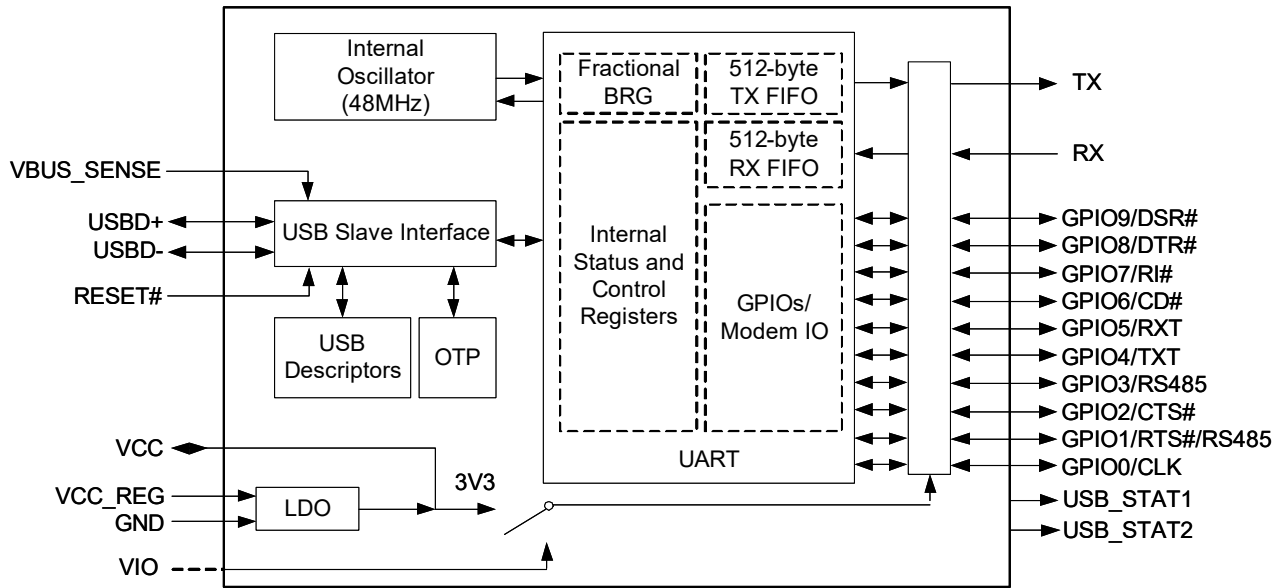 Internal
Oscillator
(48MHz)
Fractional
BRG
512-byte
TX FIFO
TX
512-byte
RX FIFO
RX
VBUS_SENSE
USBD+
USBD-
RESET#
USB Slave Interface
USB
Descriptors
OTP
Internal
Status and
Control
Registers
GPIOs/
Modem IO
UART
GPIO9/DSR#
GPIO8/DTR#
GPIO7/RI#
GPIO6/CD#
GPIO5/RXT
GPIO4/TXT
GPIO3/RS485
GPIO2/CTS#
GPIO1/RTS#/RS485
GPIO0/CLK
USB_STAT1
USB_STAT2
VCC
VCC_REG
GND
LDO
3V3
VIO